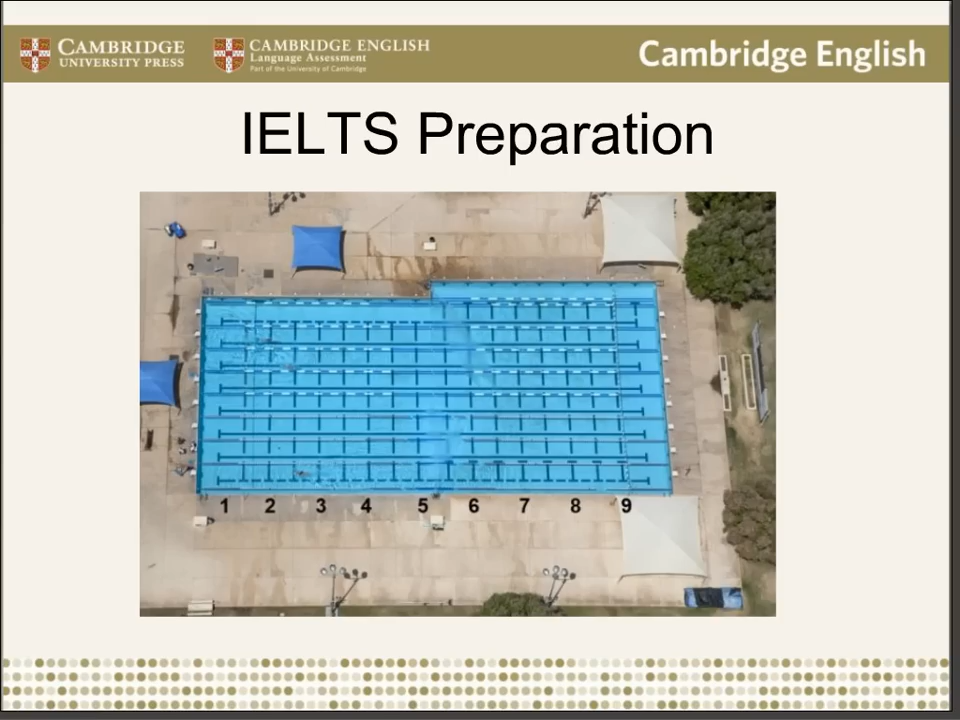 CAMBRIDGE
UNIVERSITY PRESS
CAMBRIDGE ENGLISH
Language Assessment
Part of the University of Cambridge
Cambridge English
IELTS Preparation
1 2 3 4 5 6 7 8 9